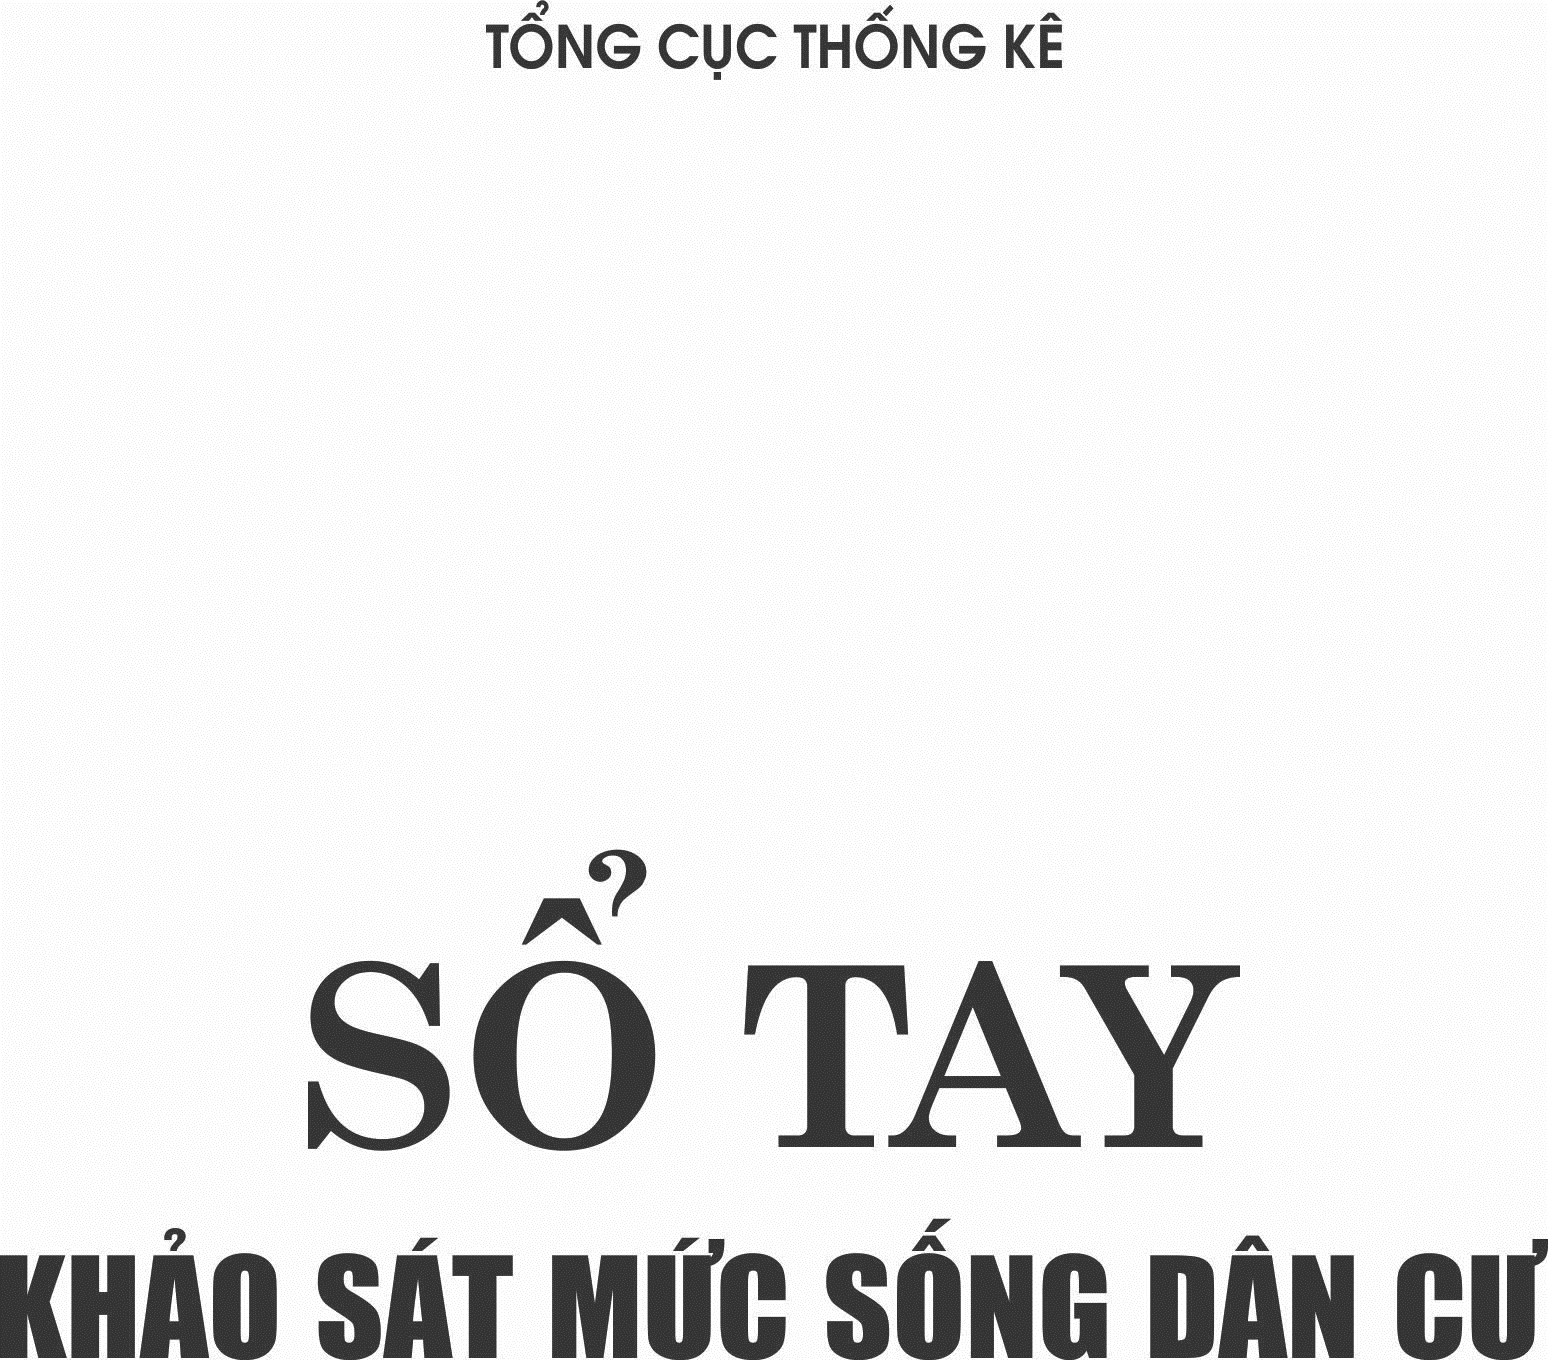 TỔNG CỤC THỐNG KÊ
SỔ TAY
KHẢO SÁT MỨC SỐNG DÂN CƯ